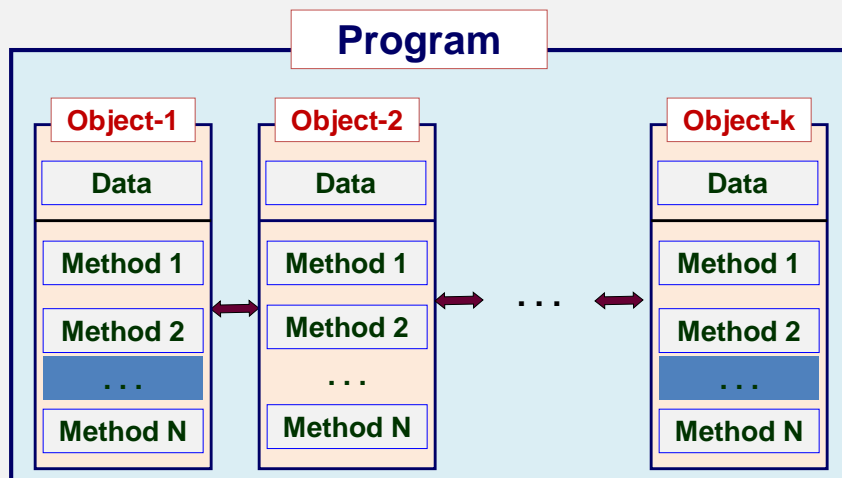 Program
Object-1
Data
Method 1
Method 2
. . .
Method N
Object-2
Data
Method 1
Method 2
. . .
Method N
. . .
Object-k
Data
Method 1
Method 2
. . .
Method N